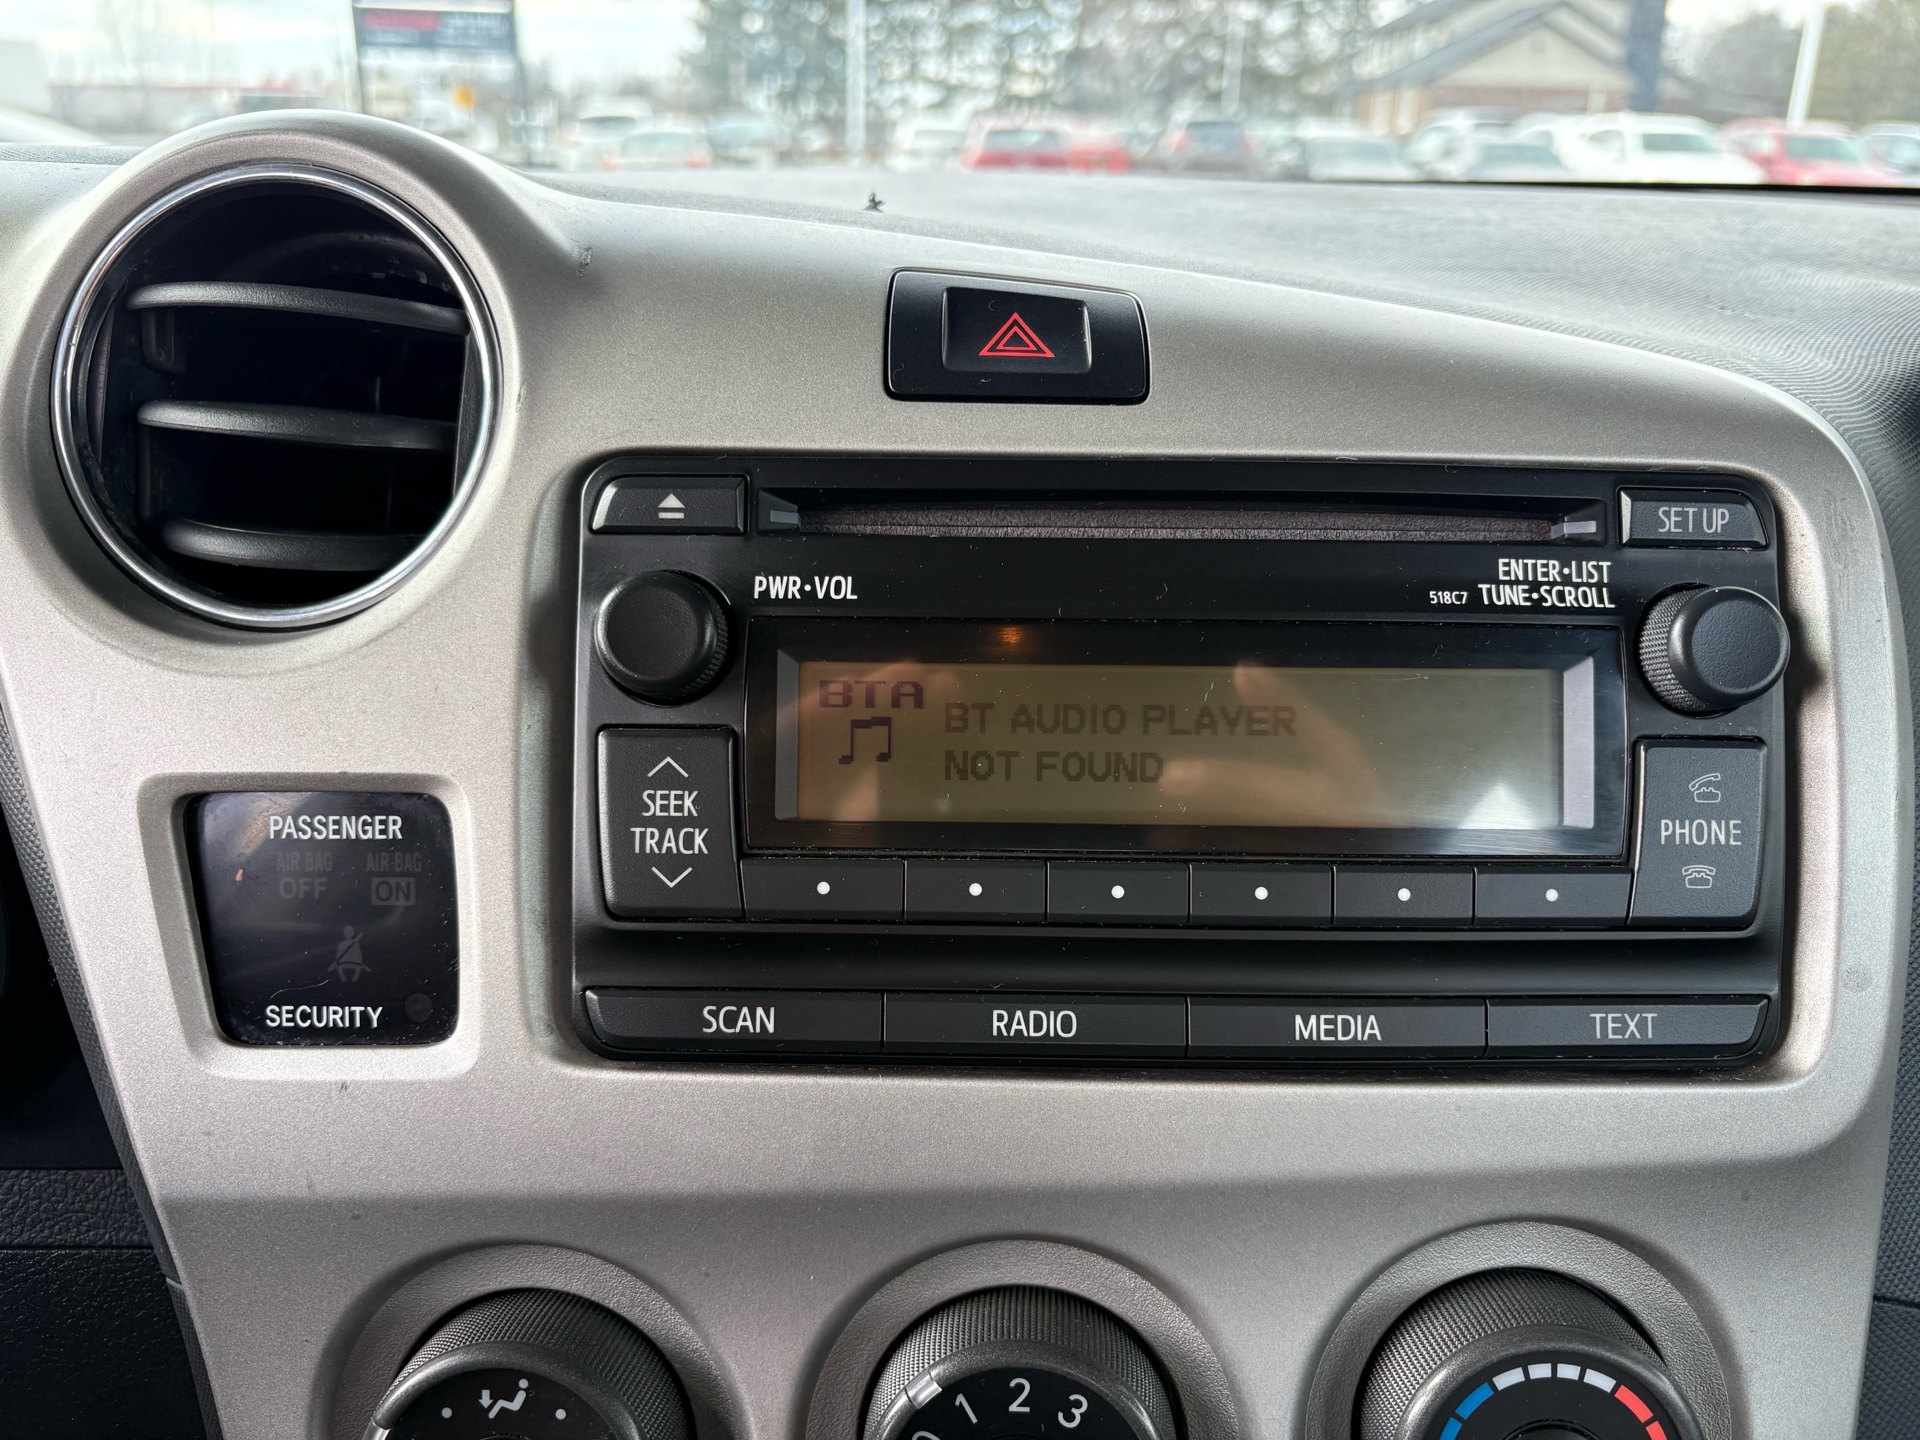 SET UP
PWR•VOL
ENTER•LIST
518C7 TUNE•SCROLL
BTA
BT AUDIO PLAYER
NOT FOUND
SEEK
TRACK
PHONE
PASSENGER
AIR BAG AIR BAG
OFF ON
SECURITY
SCAN RADIO MEDIA TEXT
1 2 3